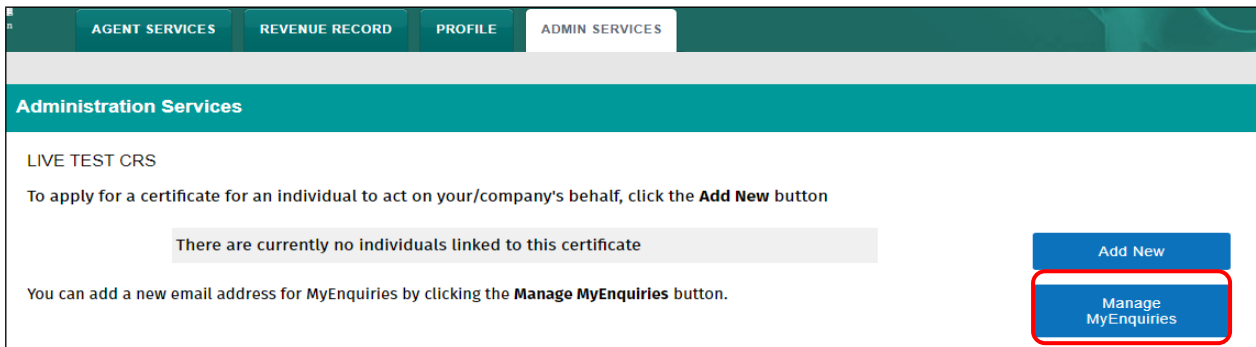 AGENT SERVICES REVENUE RECORD PROFILE ADMIN SERVICES
Administration Services
LIVE TEST CRS
To apply for a certificate for an individual to act on your/company's behalf, click the Add New button
There are currently no individuals linked to this certificate
Add New
You can add a new email address for MyEnquiries by clicking the Manage MyEnquiries button.
Manage
MyEnquiries